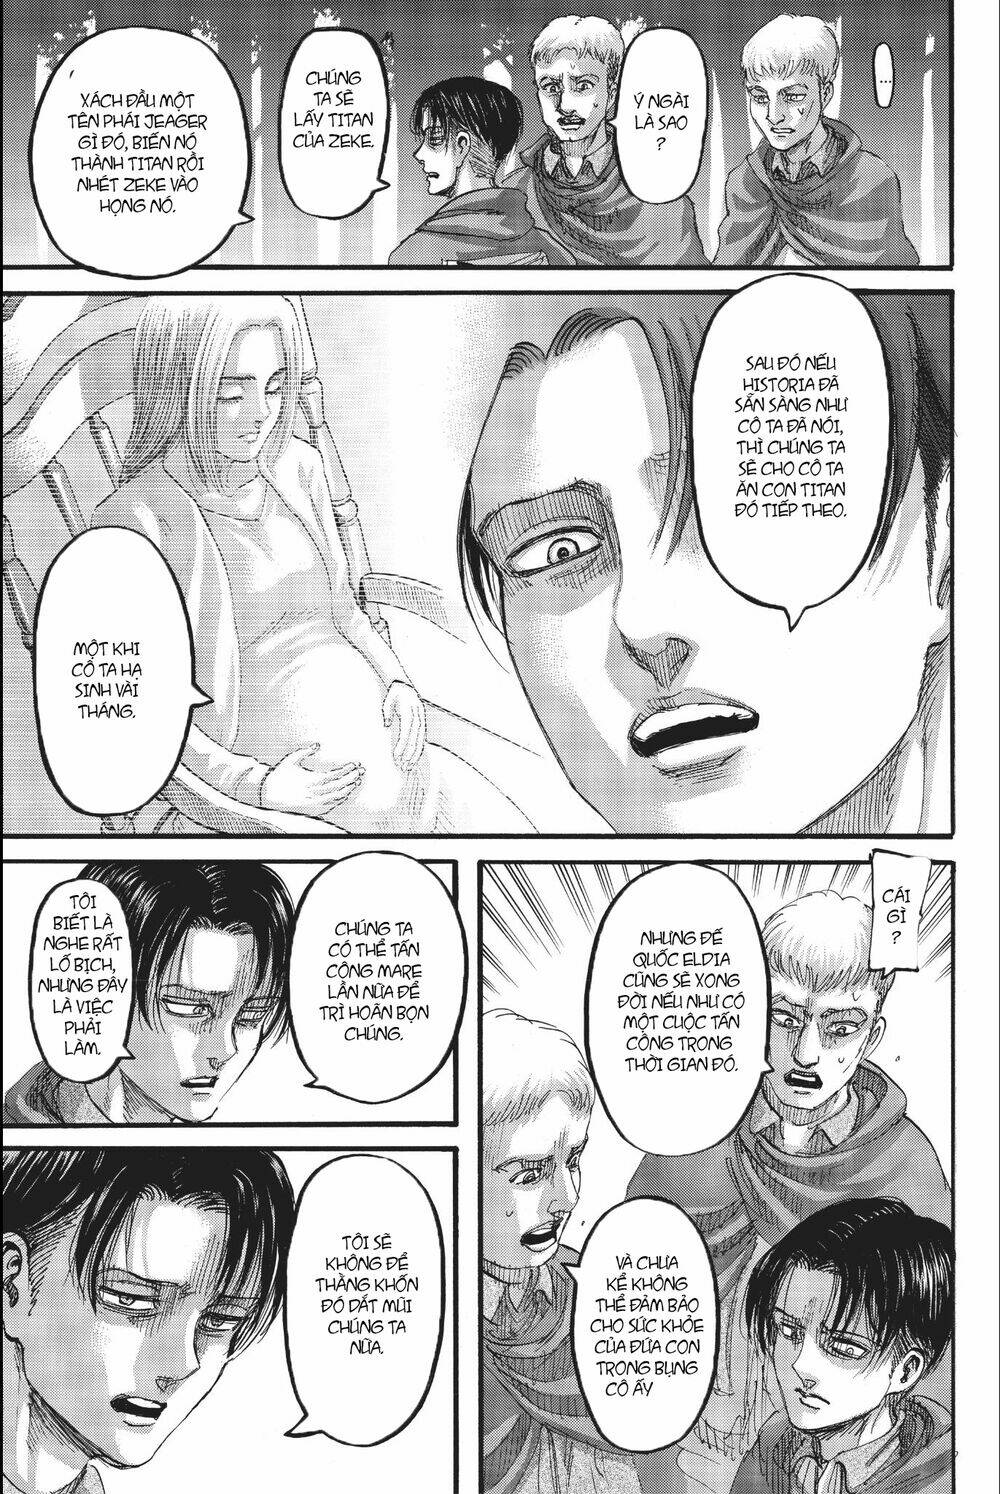 ......
Ý NGÀI
LÀ SAO
?
CHÚNG
TA SẼ
LẤY TITAN
CỦA ZEKE.
XÁCH ĐẦU MỘT
TÊN PHÁI JEAGER
GÌ ĐÓ, BIẾN NÓ
THÀNH TITAN RỒI
NHÉT ZEKE VÀO
HỌNG NÓ.
SAU ĐÓ NẾU
HISTORIA ĐÃ
SẴN SÀNG NHƯ
CÔ TA ĐÃ NÓI,
THÌ CHÚNG TA
SẼ CHO CÔ TA
ĂN CON TITAN
ĐÓ TIẾP THEO.
MỘT KHI
CÔ TA HẠ
SINH VÀI
THÁNG.
CÁI
GÌ
?
NHƯNG ĐẾ
QUỐC ELDIA
CŨNG SẼ XONG
ĐỜI NẾU NHƯ CÓ
MỘT CUỘC TẤN
CÔNG TRONG
THỜI GIAN ĐÓ.
VÀ CHƯA
KỂ KHÔNG
THỂ ĐẢM BẢO
CHO SỨC KHỎE
CỦA ĐỨA CON
TRONG BỤNG
CÔ ẤY
CHÚNG TA
CÓ THỂ TẤN
CÔNG MARE
LẦN NỮA ĐỂ
TRÌ HOÃN BỌN
CHÚNG.
TÔI
BIẾT LÀ
NGHE RẤT
LỐ BỊCH,
NHƯNG ĐÂY
LÀ VIỆC
PHẢI
LÀM.
TÔI SẼ
KHÔNG ĐỂ
THẰNG KHỐN
ĐÓ DẮT MŨI
CHÚNG TA
NỮA.